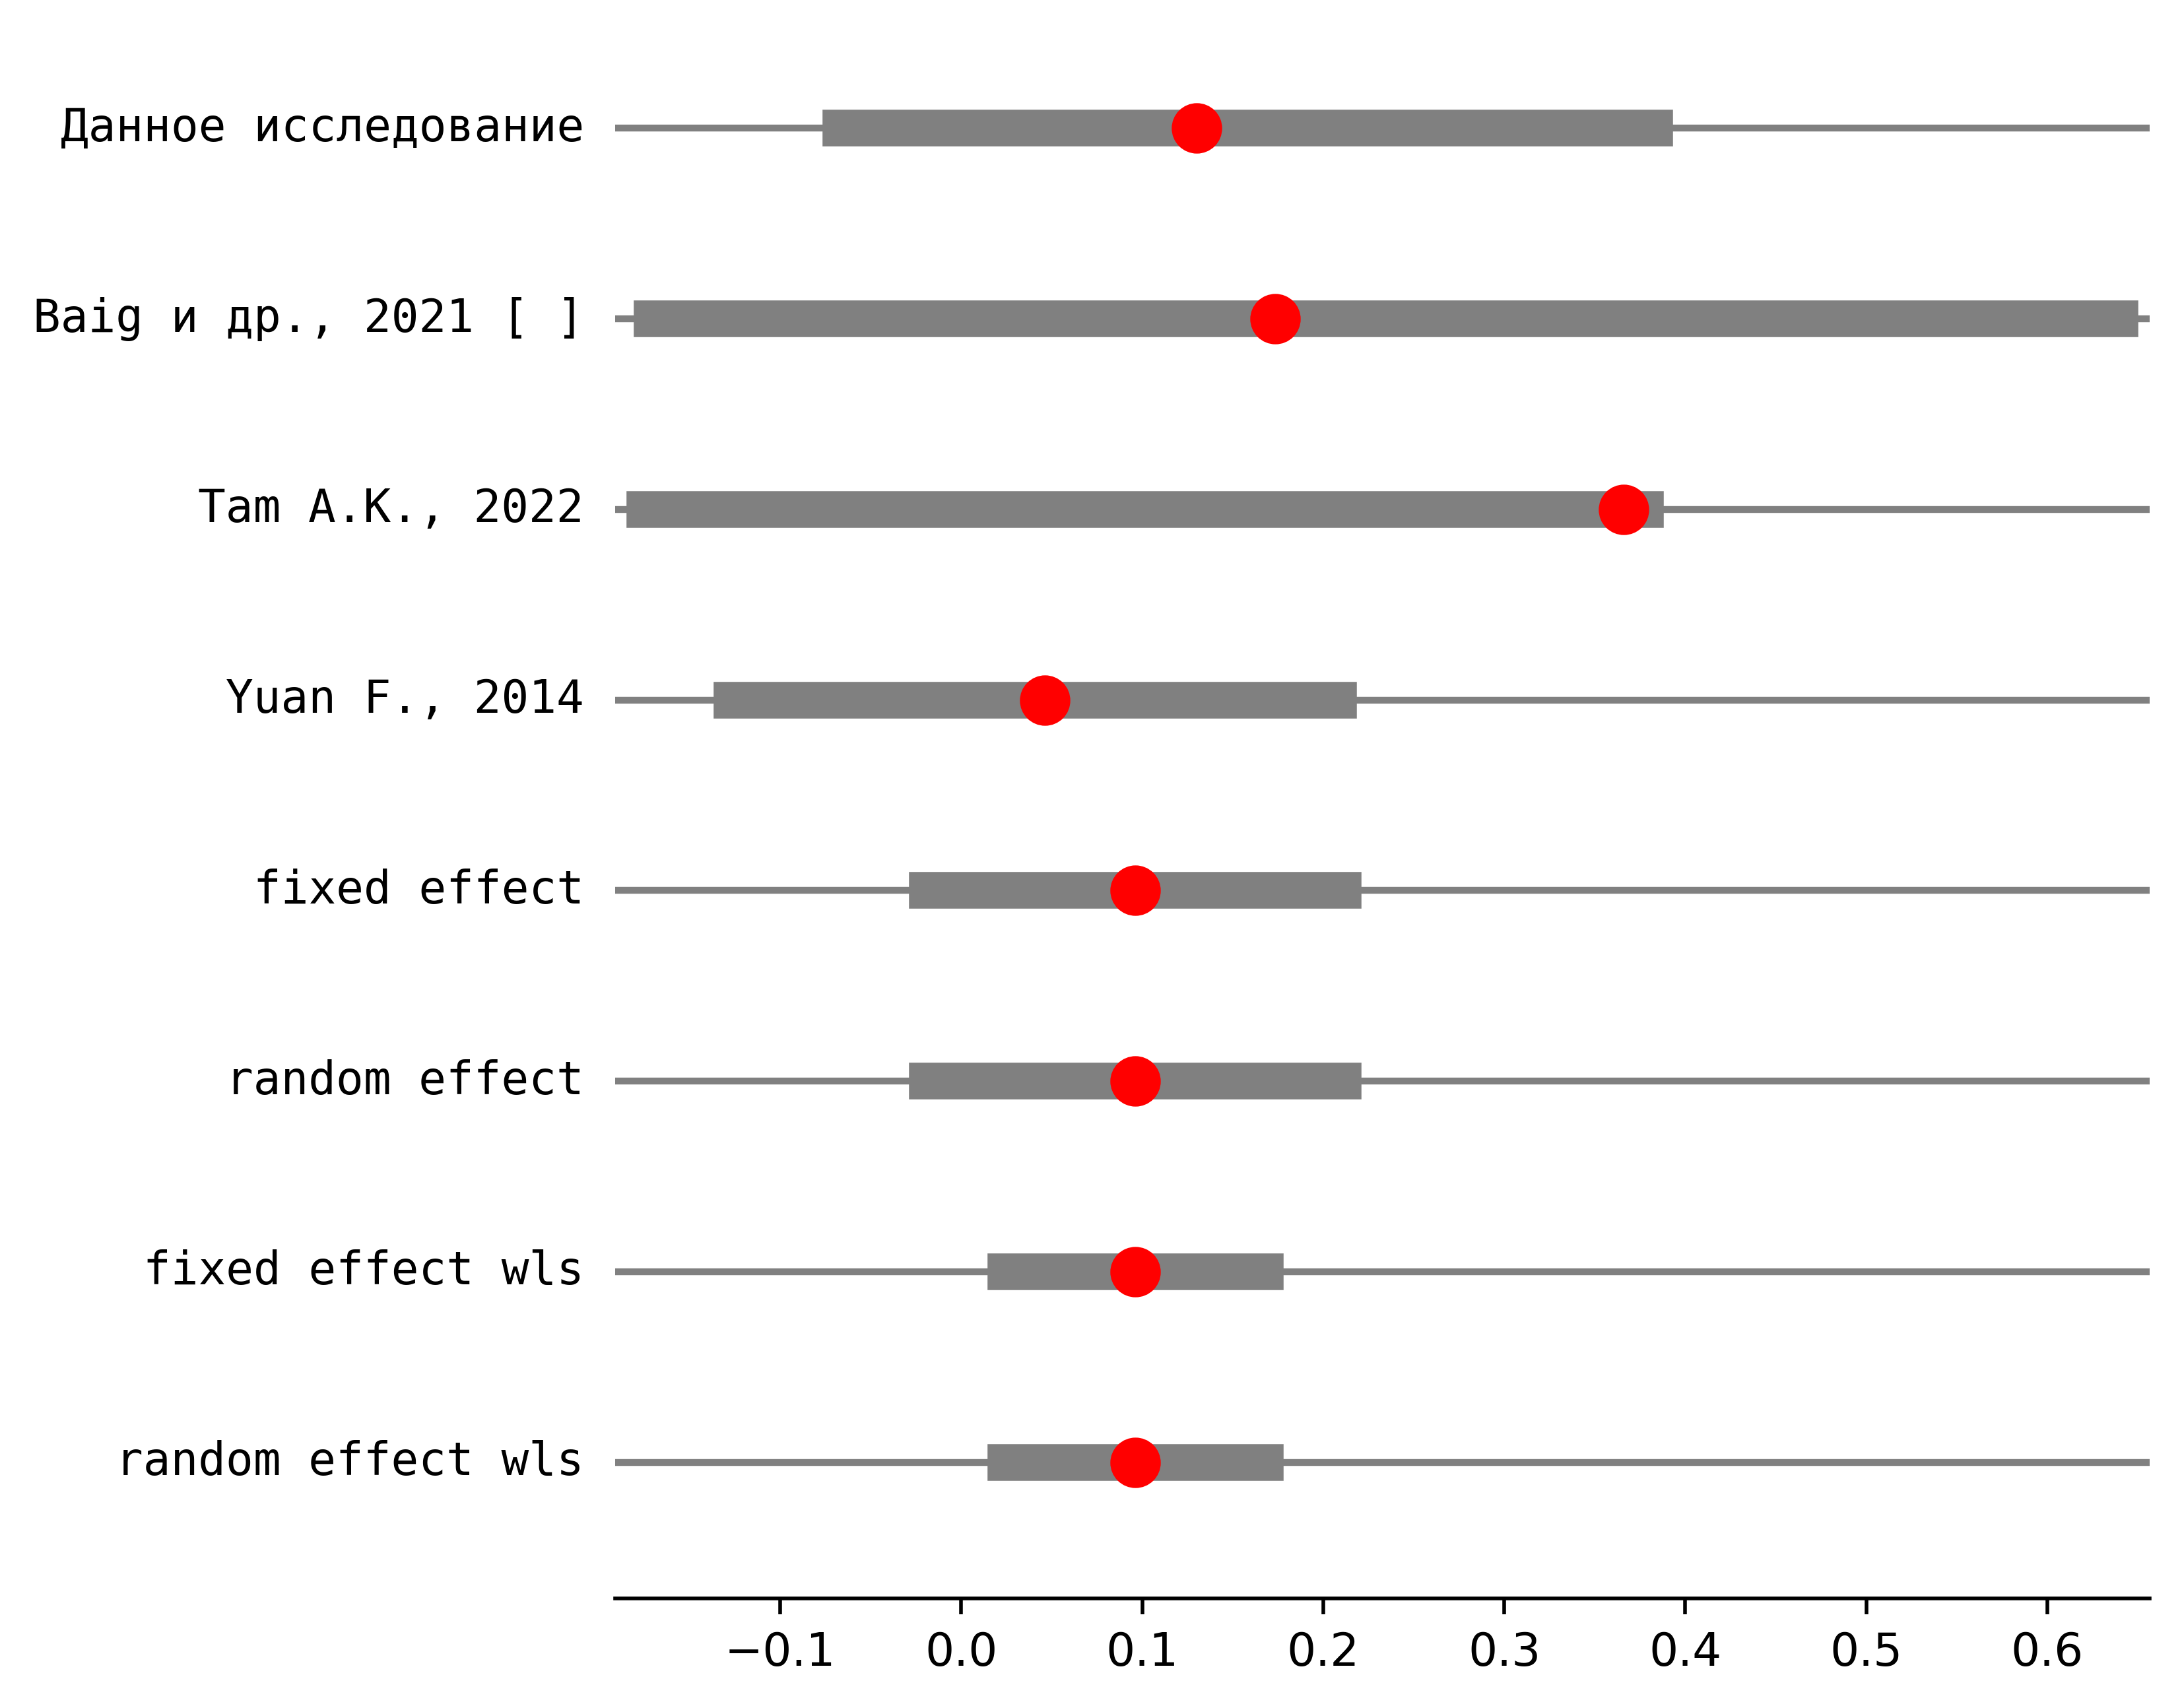 Данное исследование
Baig и др., 2021 [ ]
Tam A.K., 2022
Yuan F., 2014
fixed effect
random effect
fixed effect wls
random effect wls
−0.1 0.0 0.1 0.2 0.3 0.4 0.5 0.6